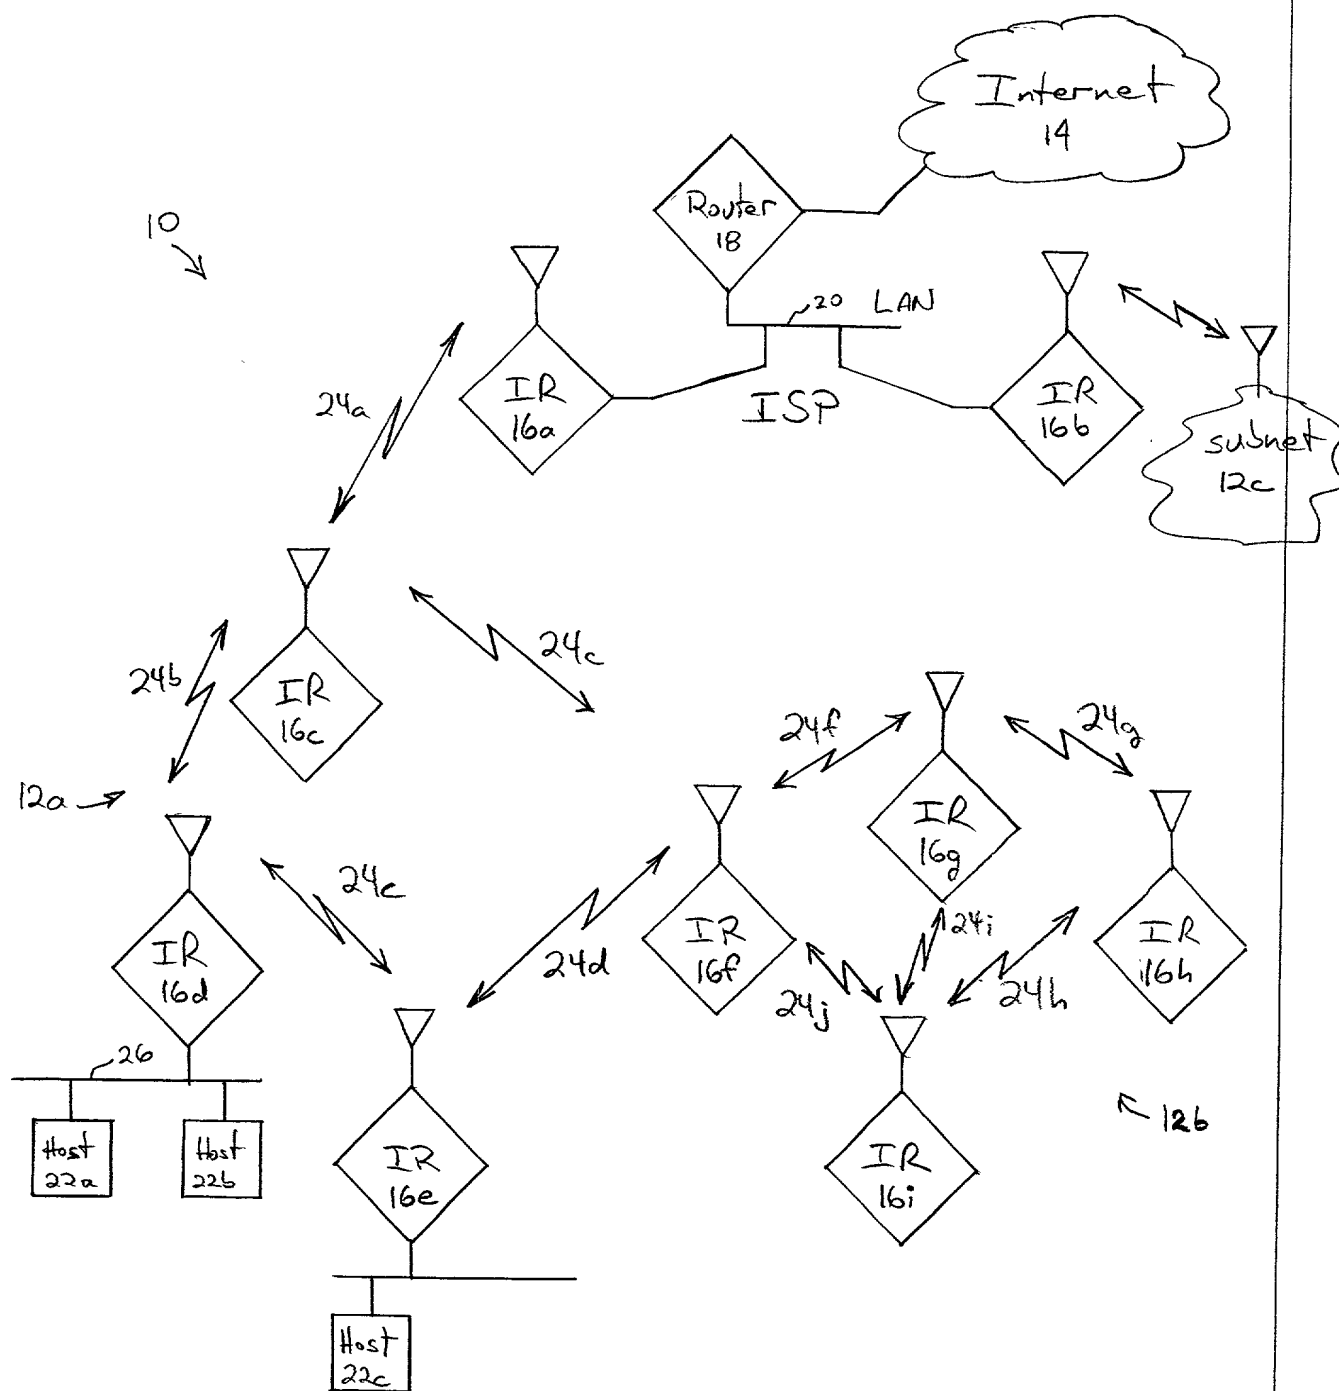 Internet
14
Router
18
10
20
LAN
IR
16a
ISP
IR
16b
subnet
12c
24a
24b
24c
IR
16c
24f
24g
12a
IR
16g
24e
IR
16d
24d
IR
16f
24i
24j
24h
IR
16h
26
Host
22a
Host
22b
IR
16e
IR
16i
12b
Host
22c